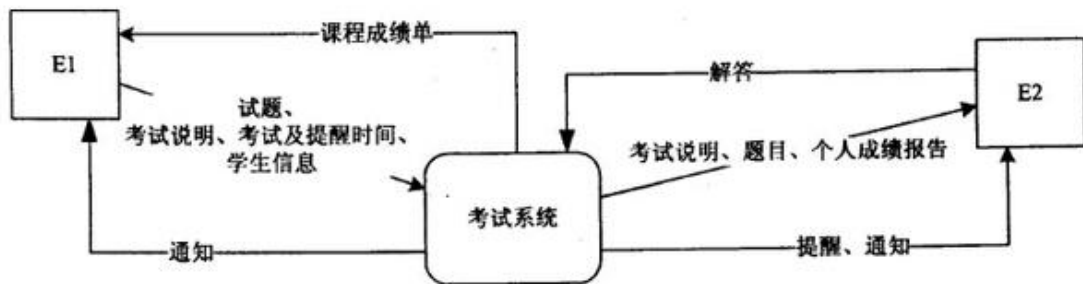 课程成绩单
E1
解答
E2
试题、
考试说明、考试及提醒时间、
学生信息
考试说明、题目、个人成绩报告
考试系统
通知
提醒、通知